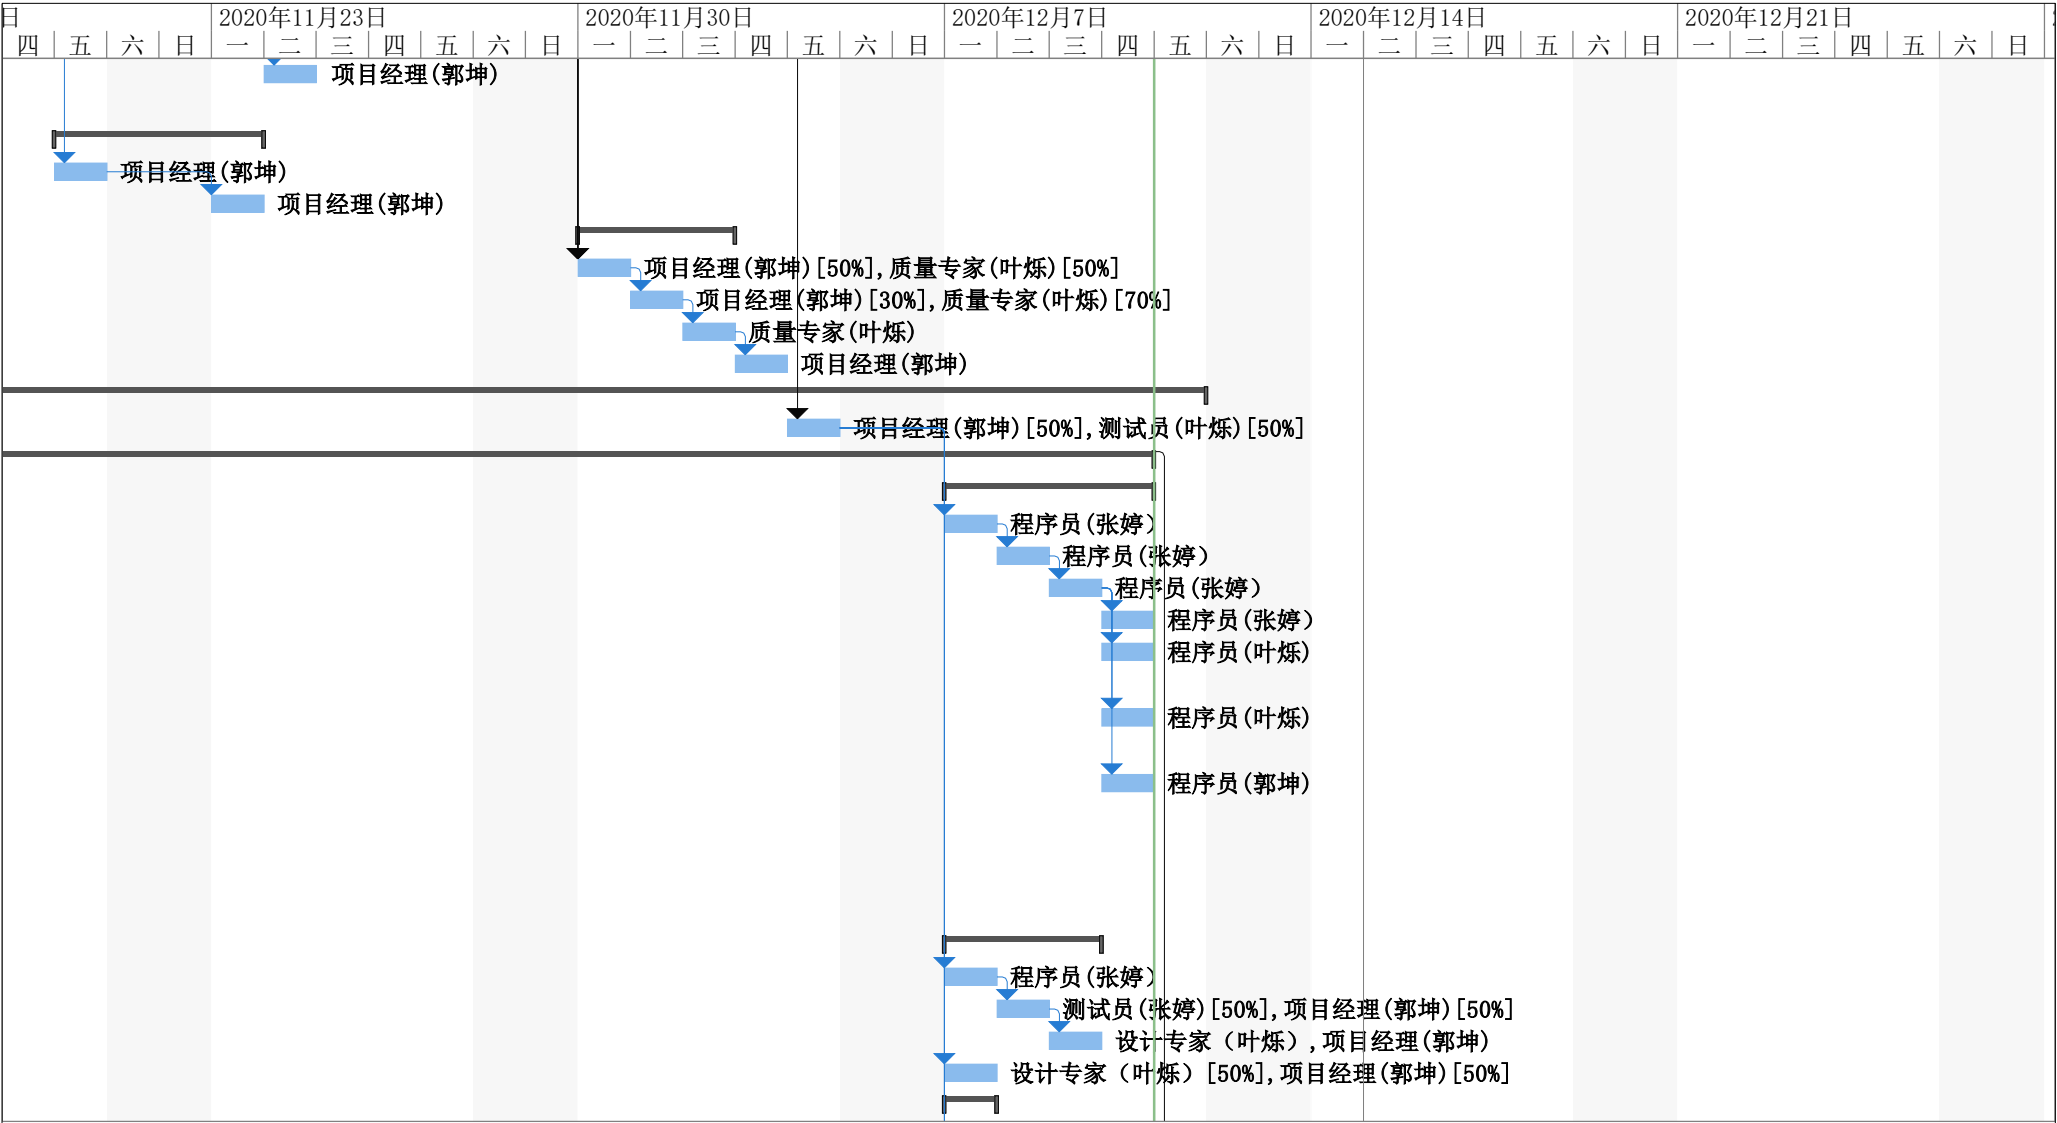 日 2020年11月23日 2020年11月30日 2020年12月7日 2020年12月14日 2020年12月21日
四 五 六 日 一 二 三 四 五 六 日 一 二 三 四 五 六 日 一 二 三 四 五 六 日 一 二 三 四 五 六 日 一 二 三 四 五 六 日
项目经理(郭坤)
项目经理(郭坤)
项目经理(郭坤)
项目经理(郭坤)[50%],质量专家(叶烁)[50%]
项目经理(郭坤)[30%],质量专家(叶烁)[70%]
质量专家(叶烁)
项目经理(郭坤)
项目经理(郭坤)[50%],测试员(叶烁)[50%]
程序员(张婷）
程序员(张婷）
程序员(张婷）
程序员(张婷）
程序员(叶烁)
程序员(叶烁)
程序员(郭坤)
程序员(张婷）
测试员(张婷)[50%],项目经理(郭坤)[50%]
设计专家（叶烁）,项目经理(郭坤)
设计专家（叶烁）[50%],项目经理(郭坤)[50%]